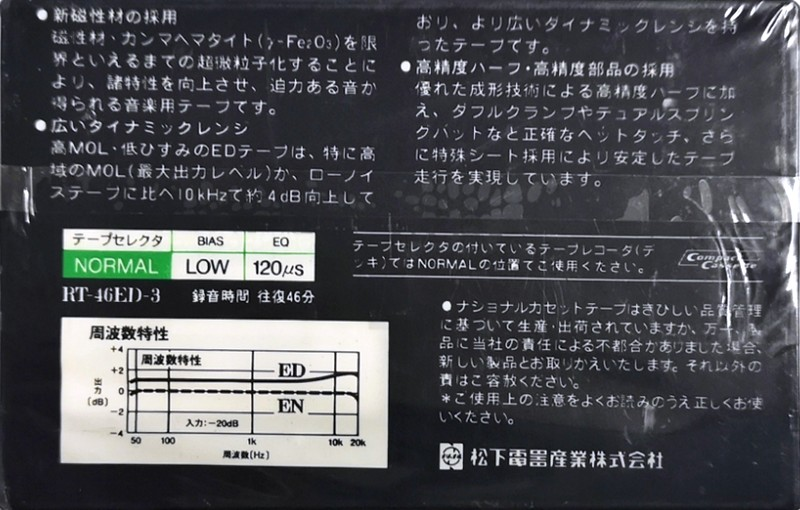 ●新磁性材の採用
磁性材・ガンマヘマタイト(γ-Fe₂O₃)を限
界といえるまでの超微粒子化することに
より、諸特性を向上させ、迫力ある音が
得られる音楽用テープです。
●広いダイナミックレンジ
高MOL・低ひずみのEDテープは、特に高
域のMOL(最大出力レベル)が、ローノイ
ズテープに比べ10kHzで約4dB向上して
おり、より広いダイナミックレンジを持
ったテープです。
●高精度ハーフ・高精度部品の採用
優れた成形技術による高精度ハーフに加
え、ダブルクランプやデュアルスプリン
グパットなど正確なヘッドタッチ、さら
に特殊シート採用により安定したテープ
走行を実現しています。
テープセレクタ BIAS EQ
NORMAL LOW 120μs
RT-46ED-3 録音時間 往復46分
テープセレクタの付いているテープレコーダ(デ
ッキ)ではNORMALの位置でご使用ください。
Compact
Cassette
周波数特性
周波数特性
出力
(dB)
+4
+2
0
-2
-4
ED
EN
入力:-20dB
50 100 1k 10k 20k
周波数(Hz)
●ナショナルカセットテープはきびしい品質管理
に基づいて生産・出荷されていますが、万一、製
品に当社の責任による不都合がありました場合、
新しい製品とお取りかえいたします。それ以外の
責はご容赦ください。
*ご使用上の注意をよくお読みのうえ正しくお使
いください。
松下電器産業株式会社